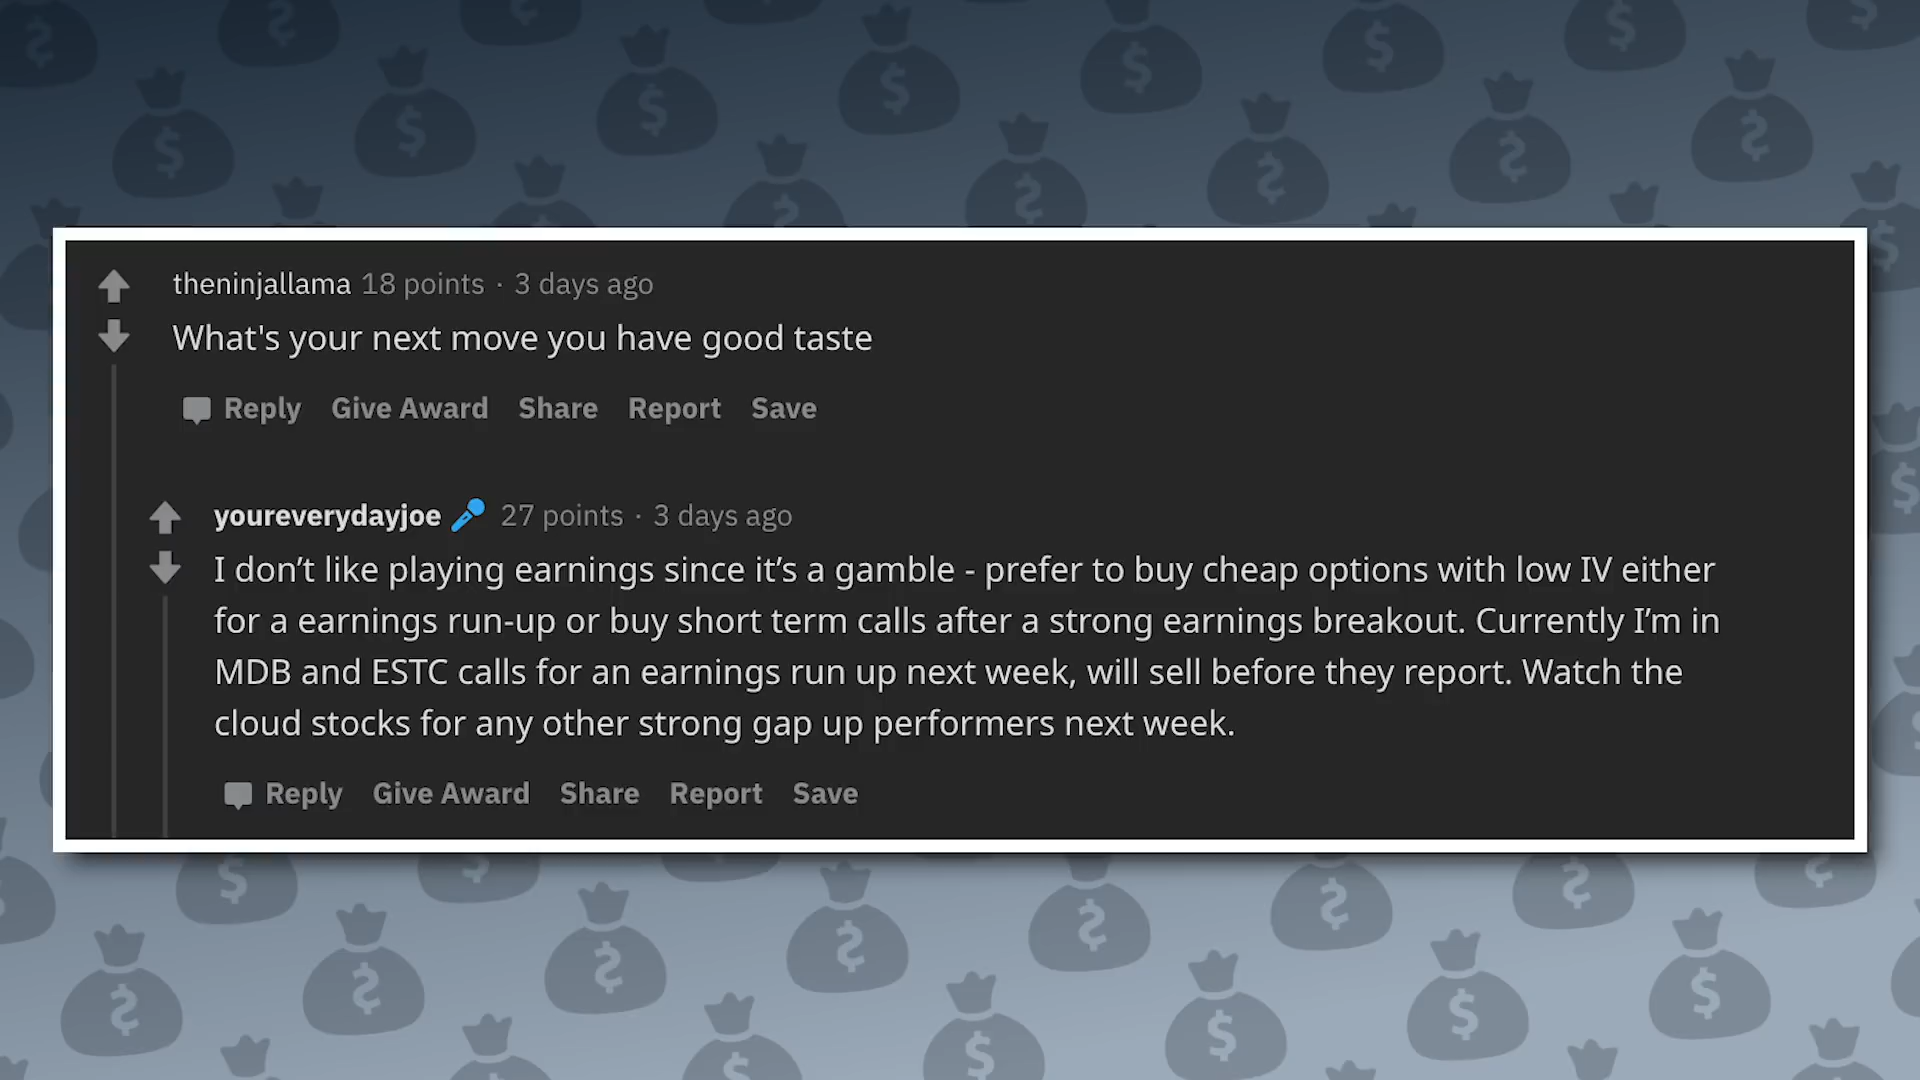 theninjallama 18 points · 3 days ago
What's your next move you have good taste
Reply Give Award Share Report Save
youreverydayjoe 27 points · 3 days ago
I don’t like playing earnings since it’s a gamble - prefer to buy cheap options with low IV either
for a earnings run-up or buy short term calls after a strong earnings breakout. Currently I’m in
MDB and ESTC calls for an earnings run up next week, will sell before they report. Watch the
cloud stocks for any other strong gap up performers next week.
Reply Give Award Share Report Save